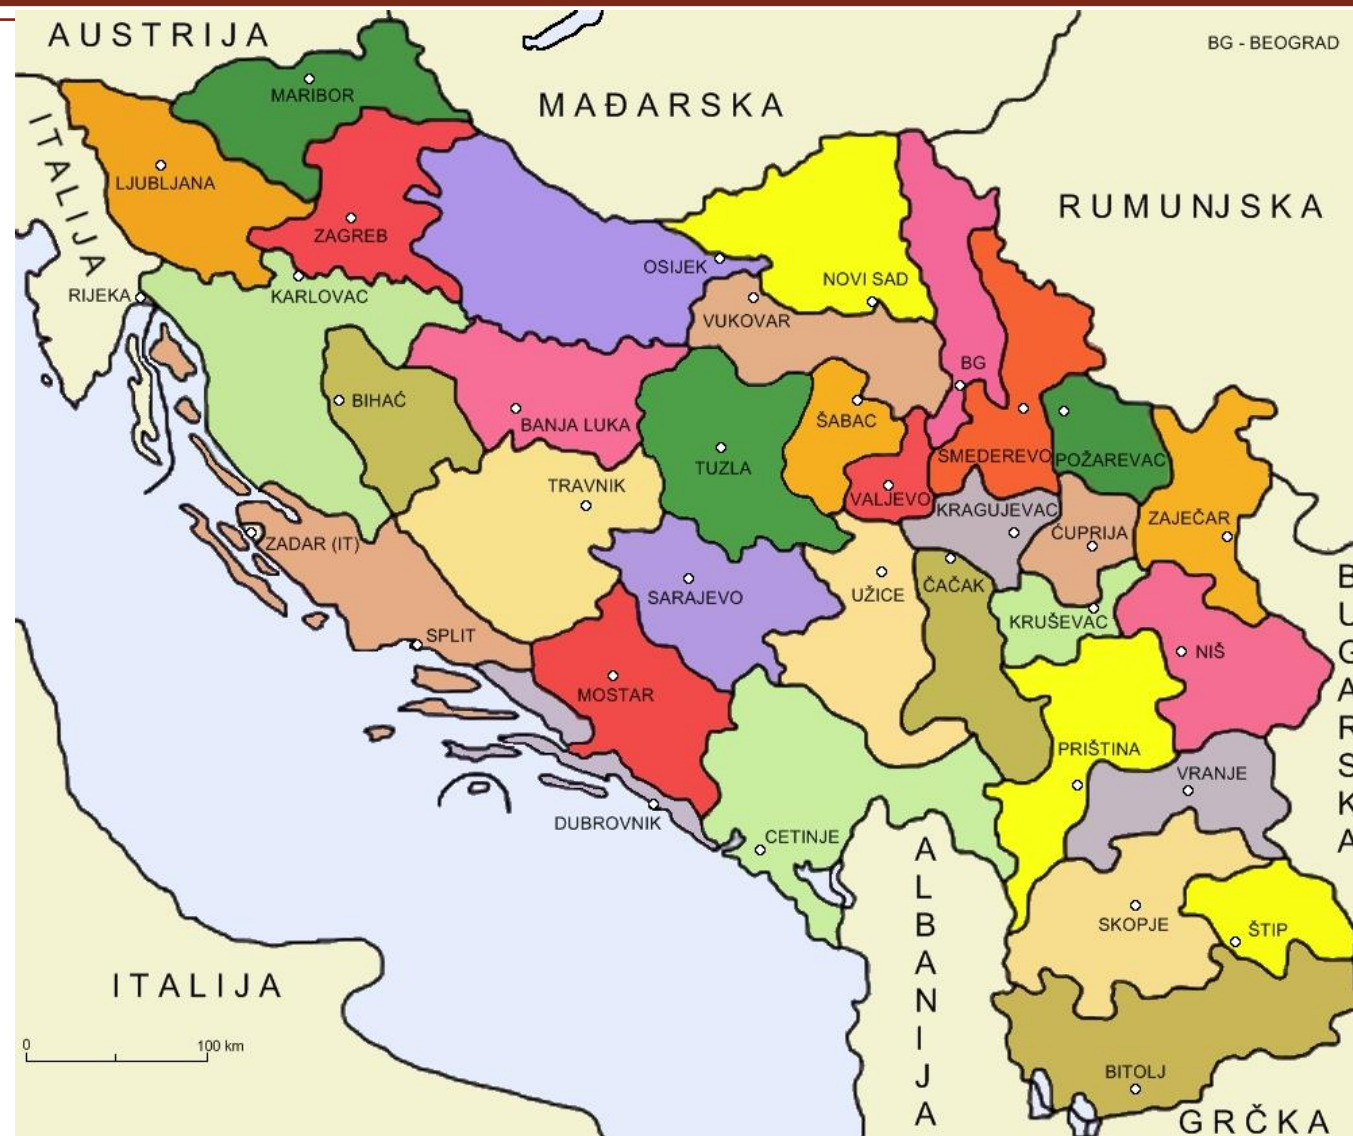 AUSTRIJA
BG - BEOGRAD
MARIBOR
MAĐARSKA
ITALIJA
LJUBLJANA
RUMUNJSKA
ZAGREB
OSIJEK
NOVI SAD
RIJEKA
KARLOVAC
VUKOVAR
BG
BIHAĆ
BANJA LUKA
ŠABAC
SMEDEREVO
POŽAREVAC
TUZLA
TRAVNIK
VALJEVO
KRAGUJEVAC
ZAJEČAR
ĆUPRIJA
ZADAR (IT)
BUGARSKA
SARAJEVO
UŽICE
ČAČAK
KRUŠEVAC
SPLIT
NIŠ
MOSTAR
PRIŠTINA
VRANJE
DUBROVNIK
CETINJE
ALBANIJA
SKOPJE
ŠTIP
ITALIJA
0 100 km
BITOLJ
GRČKA